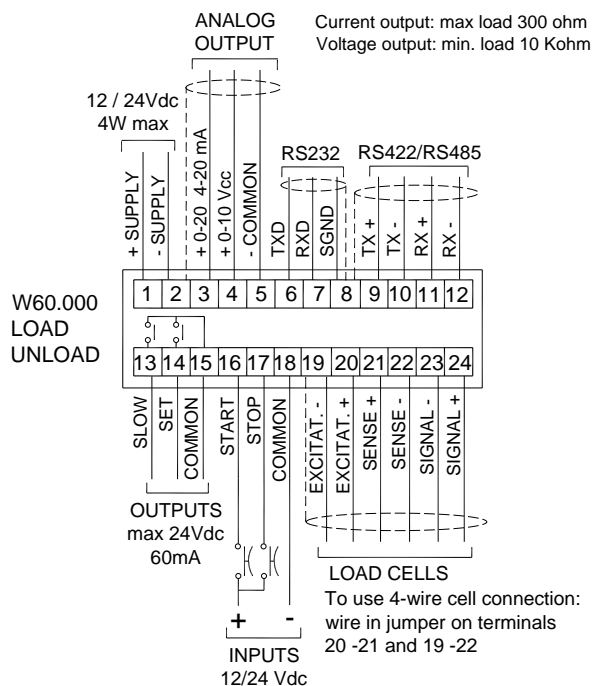 ANALOG
OUTPUT
Current output: max load 300 ohm
Voltage output: min. load 10 Kohm
12 / 24Vdc
4W max
RS232
RS422/RS485
+ SUPPLY
- SUPPLY
+ 0-20  4-20 mA
+ 0-10 Vcc
- COMMON
TXD
RXD
SGND
TX +
TX -
RX +
RX -
1 2 3 4 5 6 7 8 9 10 11 12
W60.000
LOAD
UNLOAD
13 14 15 16 17 18 19 20 21 22 23 24
SLOW
SET
COMMON
START
STOP
COMMON
EXCITAT. -
EXCITAT. +
SENSE +
SENSE -
SIGNAL -
SIGNAL +
OUTPUTS
max 24Vdc
60mA
LOAD CELLS
To use 4-wire cell connection:
wire in jumper on terminals
20 -21 and 19 -22
+ -
INPUTS
12/24 Vdc